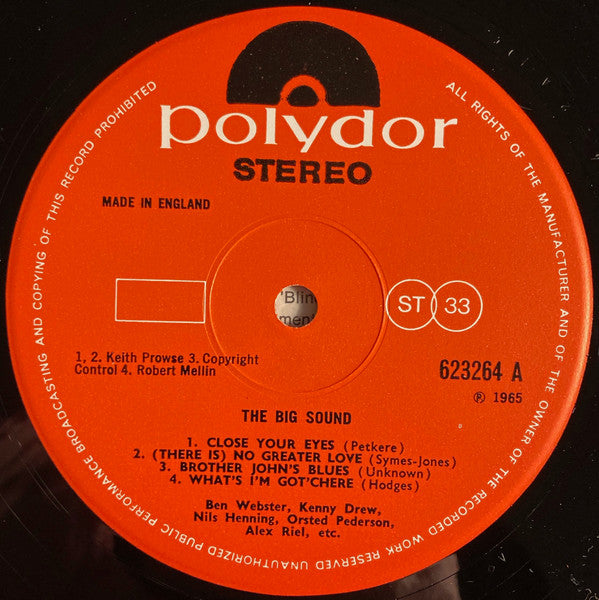 polydor
STEREO
MADE IN ENGLAND
ALL RIGHTS OF THE MANUFACTURER AND OF THE OWNER OF THE RECORDED WORK RESERVED UNAUTHORIZED PUBLIC PERFORMANCE BROADCASTING AND COPYING OF THIS RECORD PROHIBITED
'Blin
men'
ST 33
1, 2. Keith Prowse 3. Copyright
Control 4. Robert Mellin
623264 A
℗ 1965
THE BIG SOUND
1. CLOSE YOUR EYES (Petkere)
2. (THERE IS) NO GREATER LOVE (Symes-Jones)
3. BROTHER JOHN'S BLUES (Unknown)
4. WHAT'S I'M GOT'CHERE (Hodges)
Ben Webster, Kenny Drew,
Nils Henning, Orsted Pederson,
Alex Riel, etc.